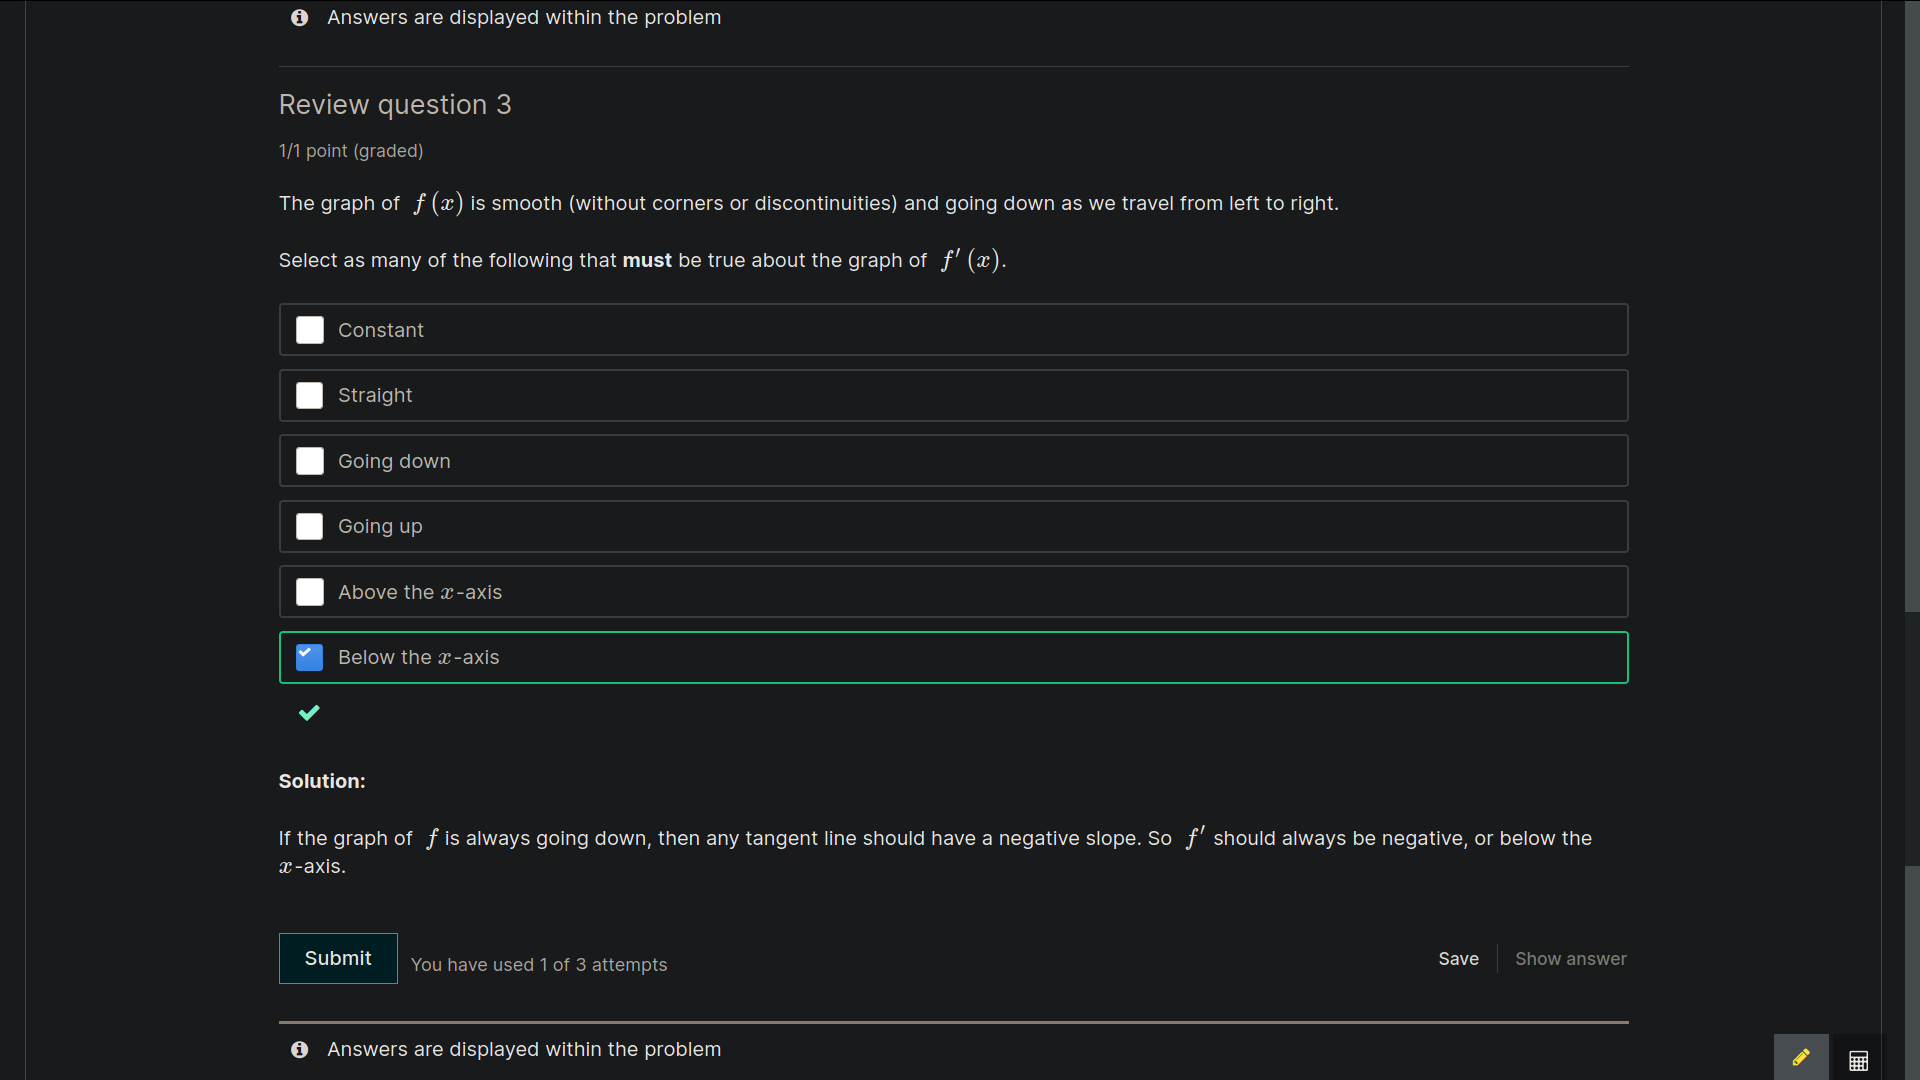 Answers are displayed within the problem
Review question 3
1/1 point (graded)
The graph of f (x) is smooth (without corners or discontinuities) and going down as we travel from left to right.
Select as many of the following that must be true about the graph of f′ (x).
Constant
Straight
Going down
Going up
Above the x-axis
Below the x-axis
Solution:
If the graph of f is always going down, then any tangent line should have a negative slope. So f′ should always be negative, or below the
x-axis.
Submit
You have used 1 of 3 attempts
Save
Show answer
Answers are displayed within the problem